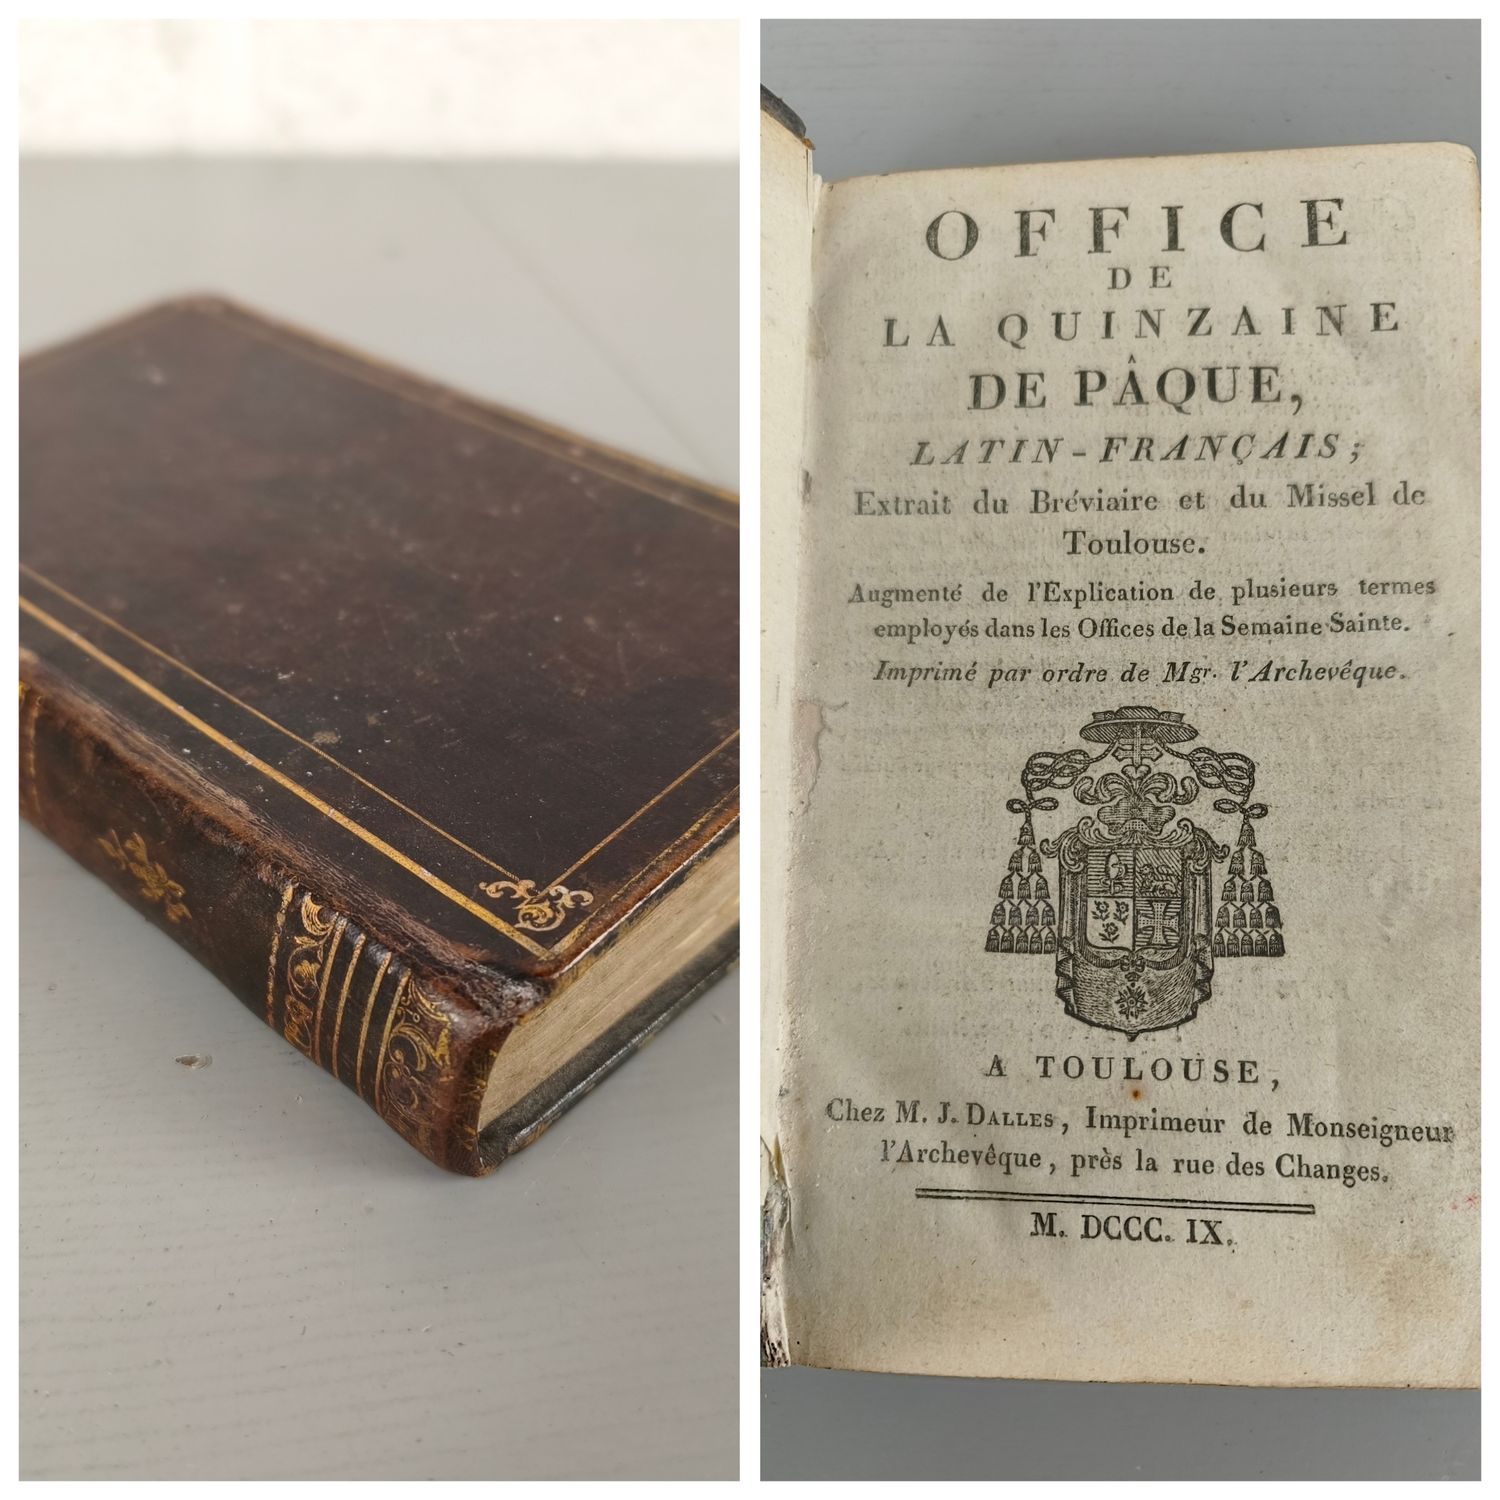 OFFICE
DE
LA QUINZAINE
DE PÂQUE,
LATIN-FRANÇAIS;
Extrait du Bréviaire et du Missel de
Toulouse.
Augmenté de l'Explication de plusieurs termes
employés dans les Offices de la Semaine Sainte.
Imprimé par ordre de Mgr. l'Archevêque.
A TOULOUSE,
Chez M. J. DALLES, Imprimeur de Monseigneur
l'Archevêque, près la rue des Changes.
M. DCCC. IX.